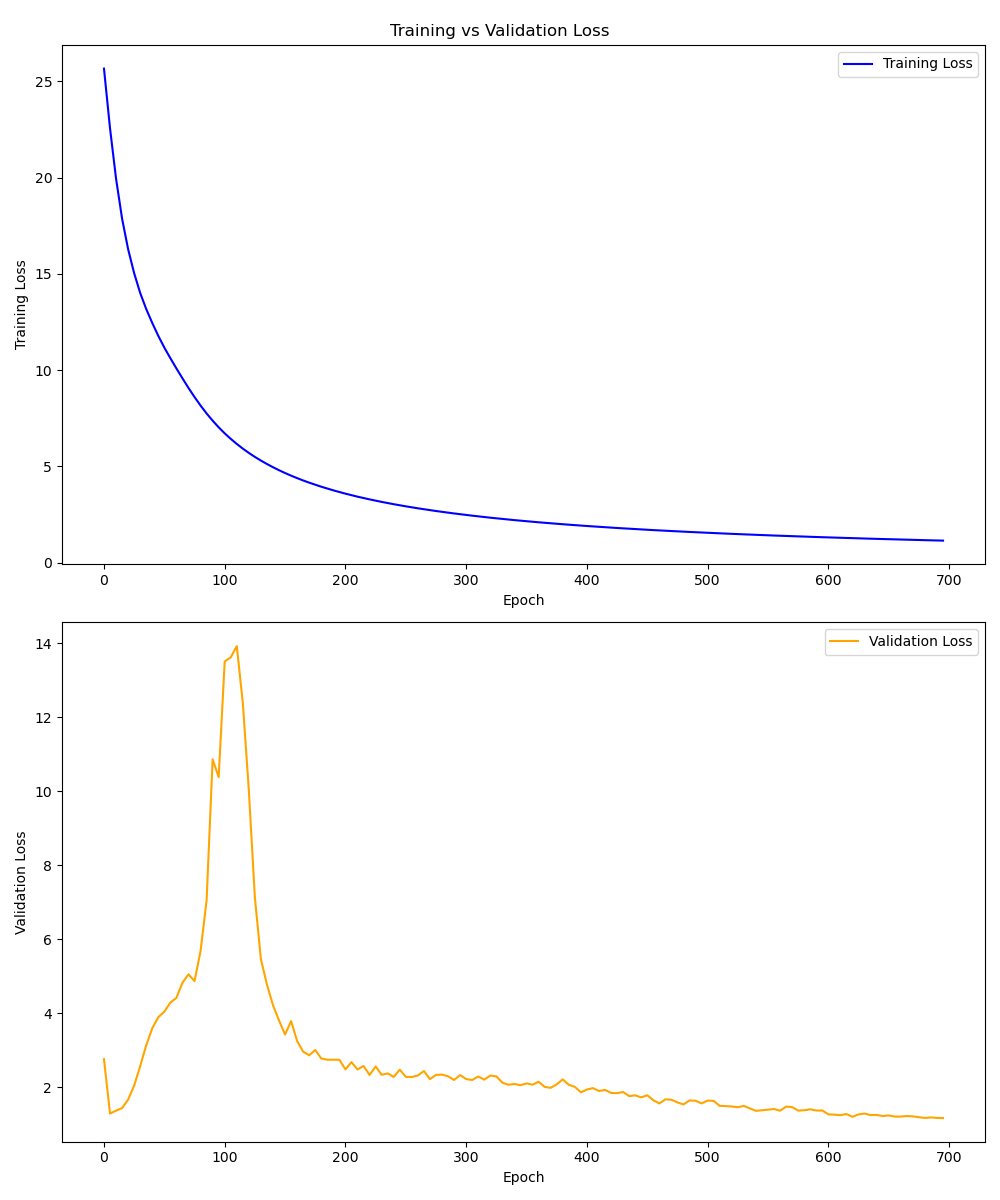 Training vs Validation Loss
Training Loss
25
20
15
10
5
0
Training Loss
0 100 200 300 400 500 600 700
Epoch
Validation Loss
14
12
10
8
6
4
2
Validation Loss
0 100 200 300 400 500 600 700
Epoch